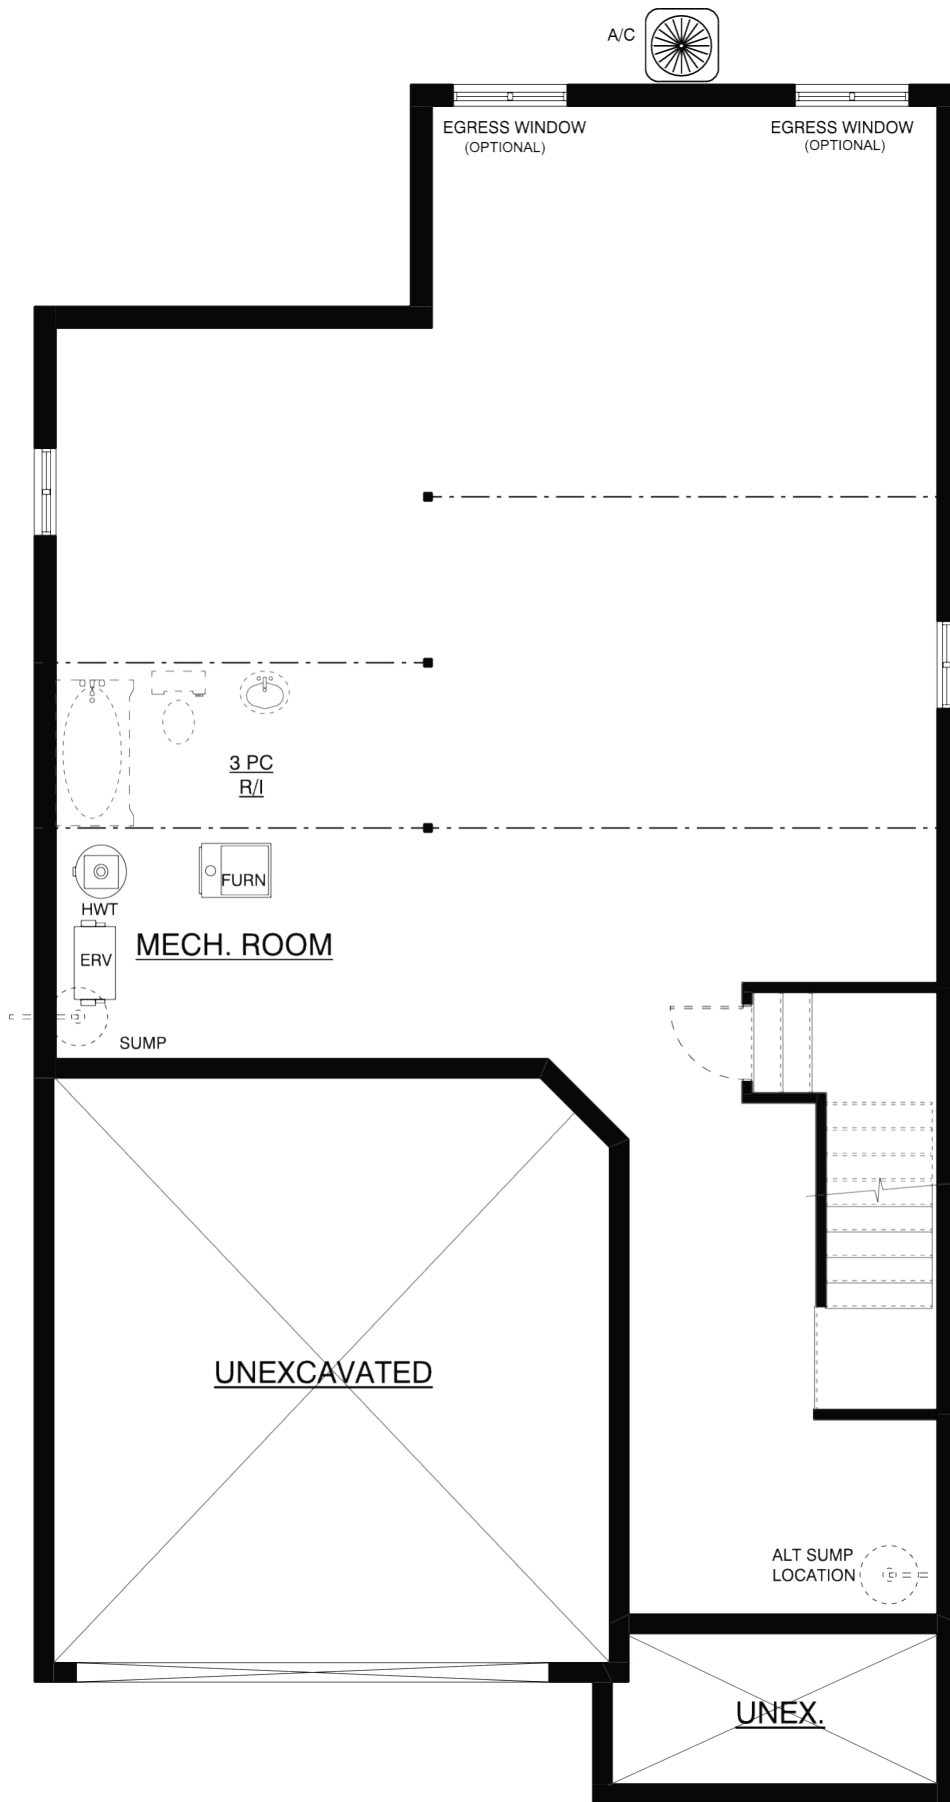 A/C
EGRESS WINDOW
(OPTIONAL)
EGRESS WINDOW
(OPTIONAL)
3 PC
R/I
FURN
HWT
MECH. ROOM
ERV
SUMP
UNEXCAVATED
ALT SUMP
LOCATION
UNEX.